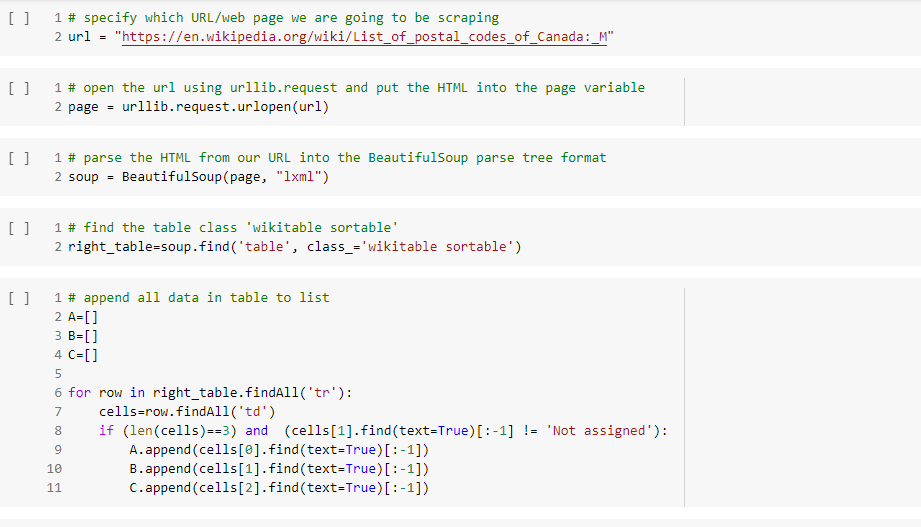 [ ] 1 # specify which URL/web page we are going to be scraping
2 url = "https://en.wikipedia.org/wiki/List_of_postal_codes_of_Canada:_M"
[ ] 1 # open the url using urllib.request and put the HTML into the page variable
2 page = urllib.request.urlopen(url)
[ ] 1 # parse the HTML from our URL into the BeautifulSoup parse tree format
2 soup = BeautifulSoup(page, "lxml")
[ ] 1 # find the table class 'wikitable sortable'
2 right_table=soup.find('table', class_='wikitable sortable')
[ ] 1 # append all data in table to list
2 A=[]
3 B=[]
4 C=[]
5
6 for row in right_table.findAll('tr'):
7     cells=row.findAll('td')
8     if (len(cells)==3) and  (cells[1].find(text=True)[:-1] != 'Not assigned'):
9         A.append(cells[0].find(text=True)[:-1])
10         B.append(cells[1].find(text=True)[:-1])
11         C.append(cells[2].find(text=True)[:-1])